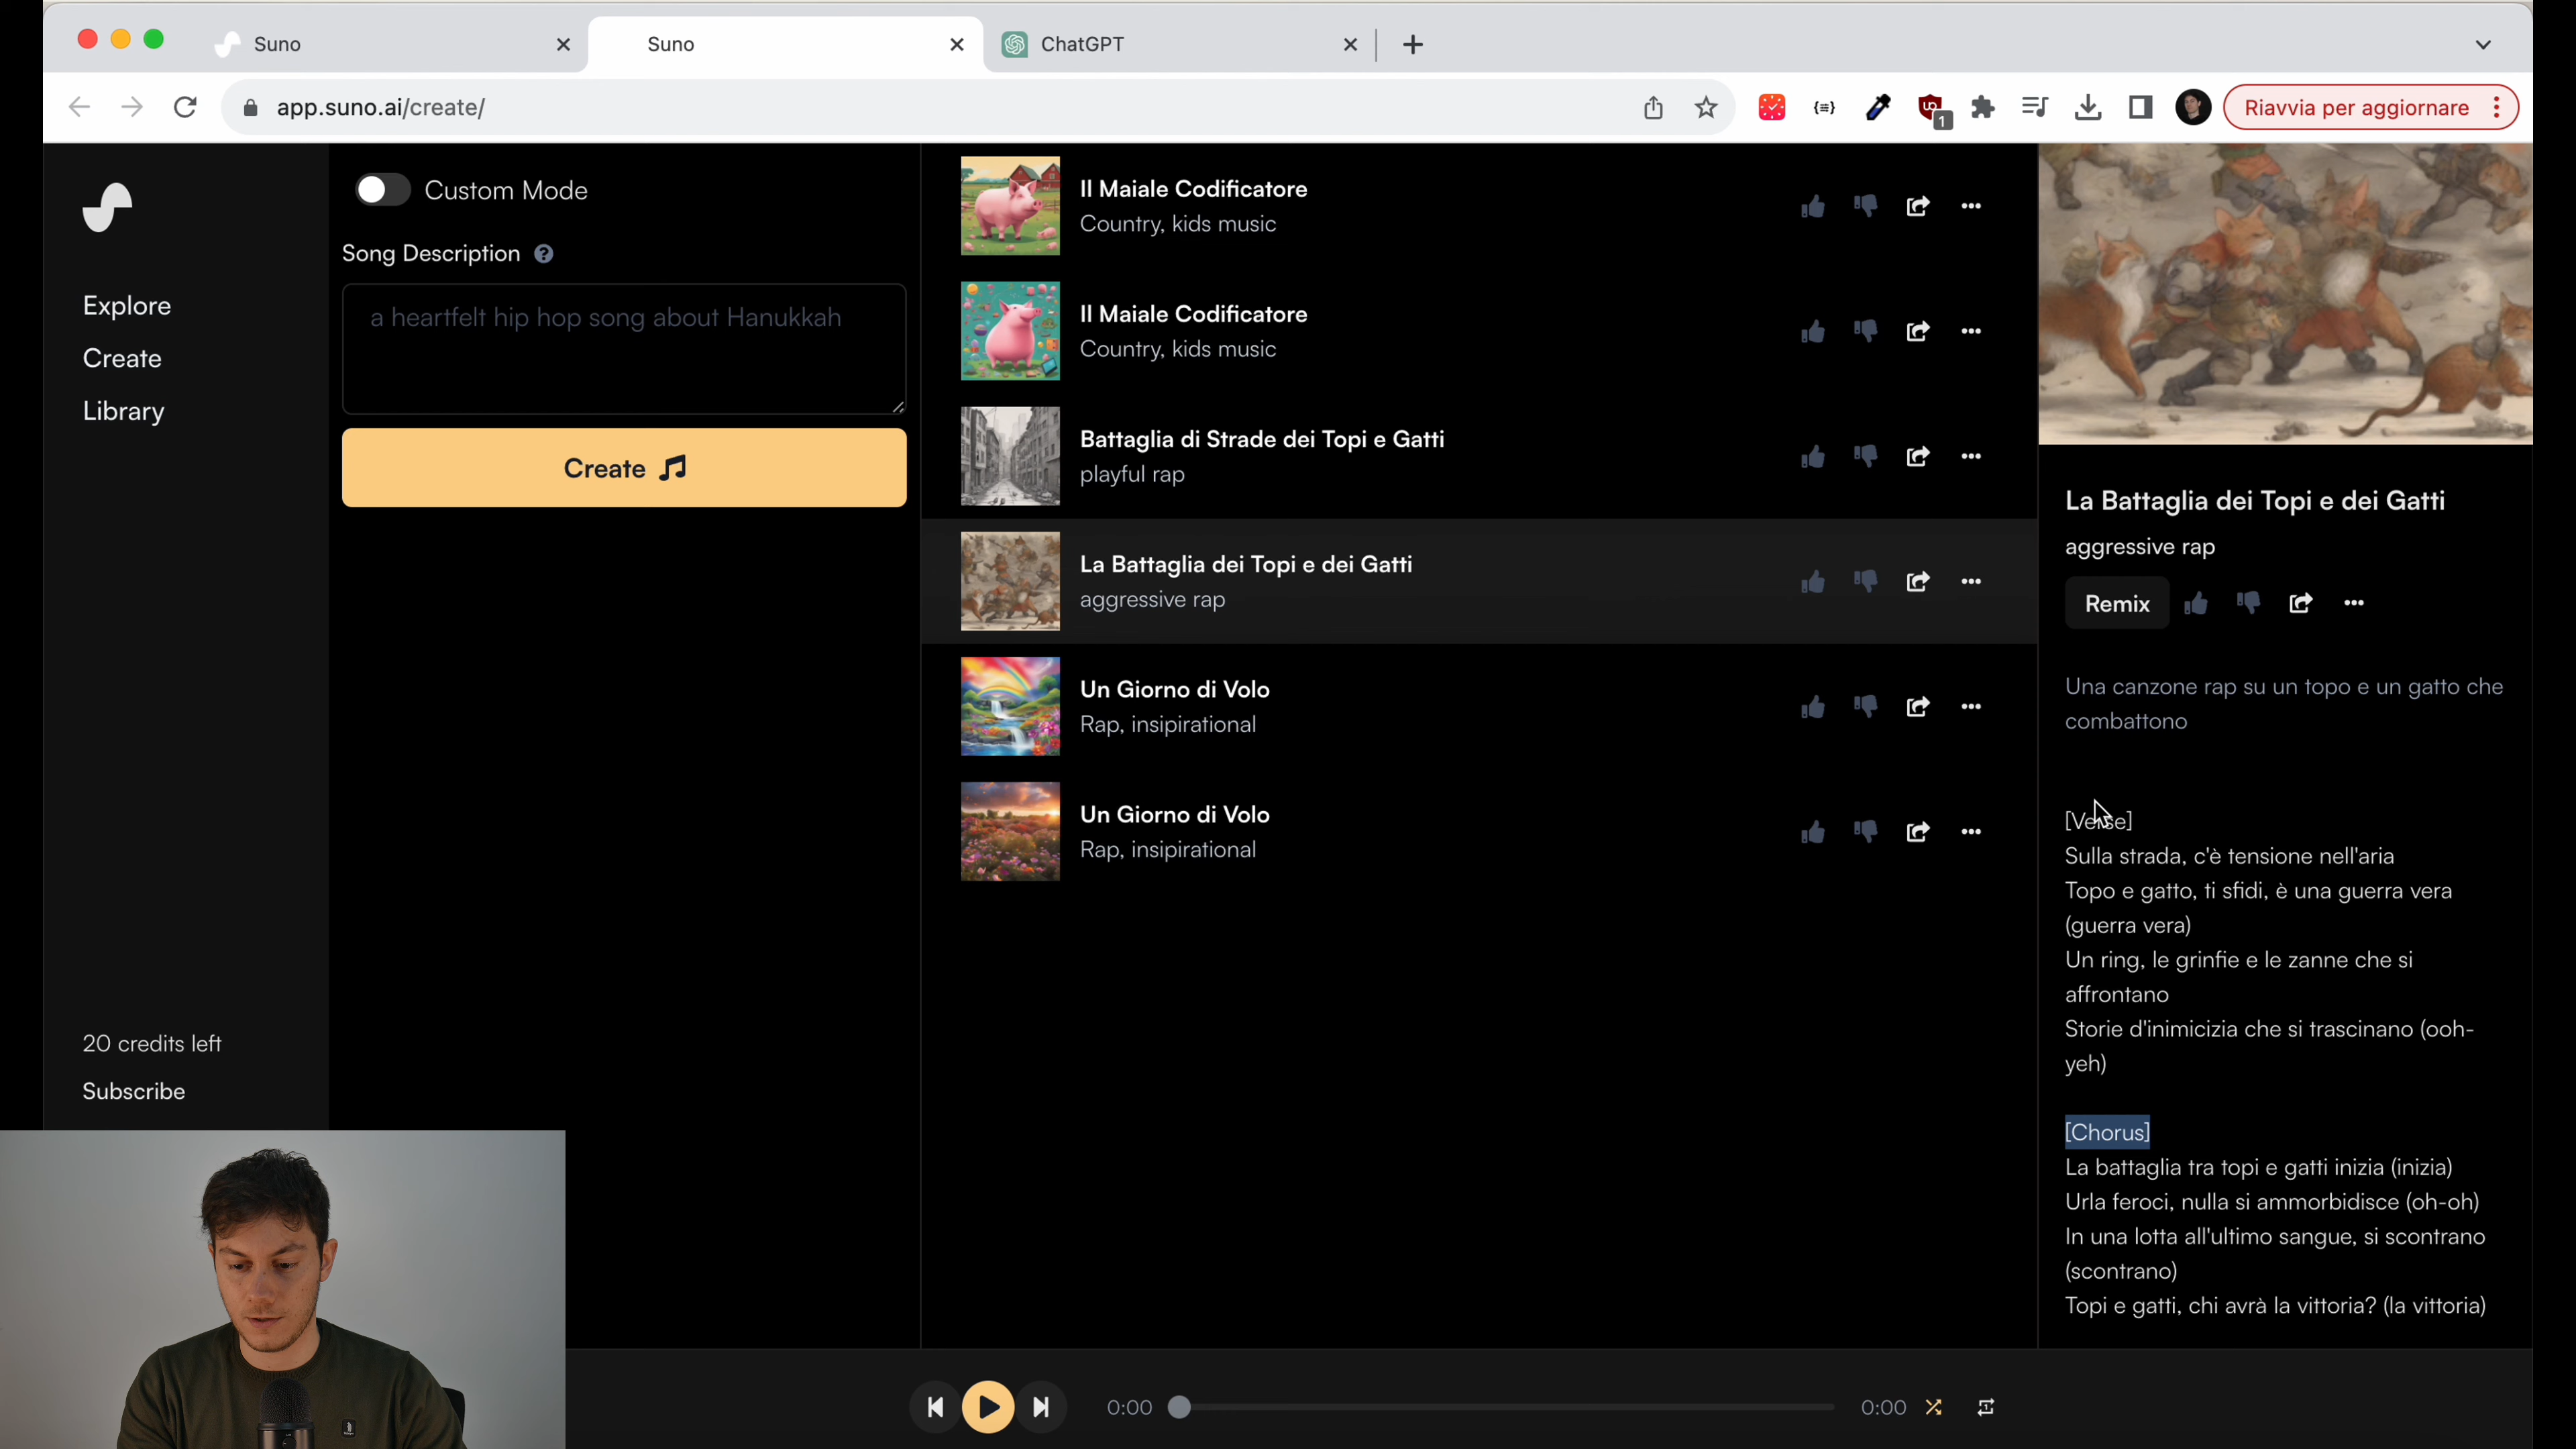 Suno
Suno
ChatGPT
app.suno.ai/create/
1
Riavvia per aggiornare
Explore
Create
Library
20 credits left
Subscribe
Custom Mode
Song Description ?
a heartfelt hip hop song about Hanukkah
Create
Il Maiale Codificatore
Country, kids music
Il Maiale Codificatore
Country, kids music
Battaglia di Strade dei Topi e Gatti
playful rap
La Battaglia dei Topi e dei Gatti
aggressive rap
Un Giorno di Volo
Rap, insipirational
Un Giorno di Volo
Rap, insipirational
La Battaglia dei Topi e dei Gatti
aggressive rap
Remix
Una canzone rap su un topo e un gatto che
combattono
[Verse]
Sulla strada, c'è tensione nell'aria
Topo e gatto, ti sfidi, è una guerra vera
(guerra vera)
Un ring, le grinfie e le zanne che si
affrontano
Storie d'inimicizia che si trascinano (ooh-
yeh)
[Chorus]
La battaglia tra topi e gatti inizia (inizia)
Urla feroci, nulla si ammorbidisce (oh-oh)
In una lotta all'ultimo sangue, si scontrano
(scontrano)
Topi e gatti, chi avrà la vittoria? (la vittoria)
0:00
0:00